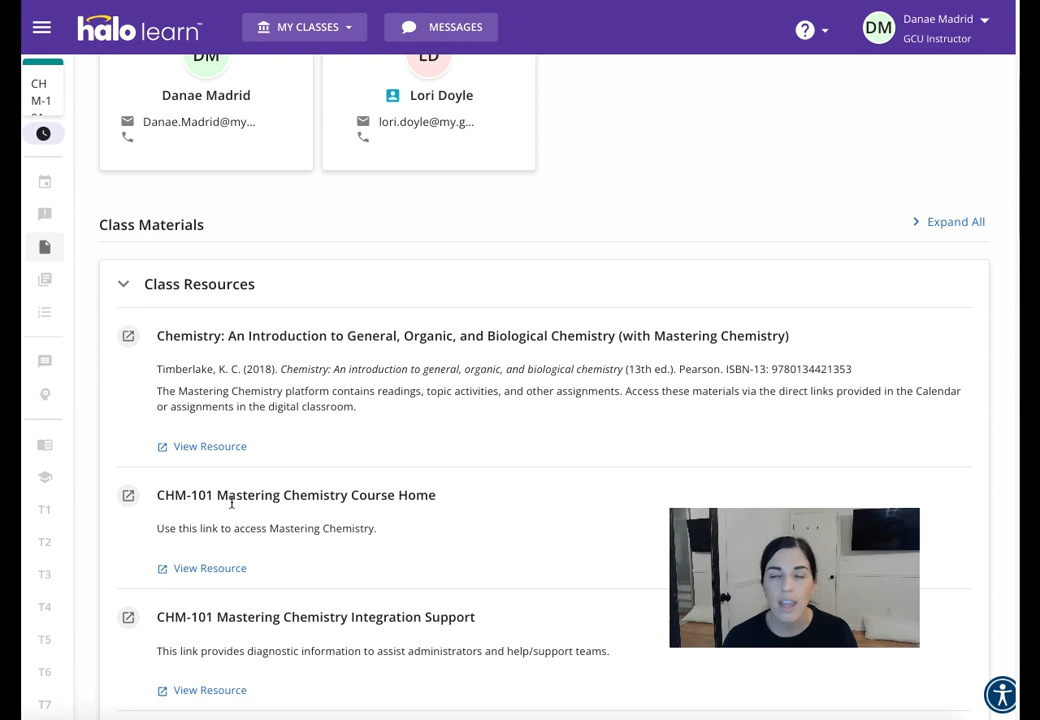 halo learn™
MY CLASSES
MESSAGES
?
DM
Danae Madrid
GCU Instructor
CH
M-1
DM
LD
Danae Madrid
Lori Doyle
Danae.Madrid@my...
lori.doyle@my.g...
Class Materials
Expand All
Class Resources
Chemistry: An Introduction to General, Organic, and Biological Chemistry (with Mastering Chemistry)
Timberlake, K. C. (2018). Chemistry: An introduction to general, organic, and biological chemistry (13th ed.). Pearson. ISBN-13: 9780134421353
The Mastering Chemistry platform contains readings, topic activities, and other assignments. Access these materials via the direct links provided in the Calendar
or assignments in the digital classroom.
View Resource
CHM-101 Mastering Chemistry Course Home
Use this link to access Mastering Chemistry.
View Resource
CHM-101 Mastering Chemistry Integration Support
This link provides diagnostic information to assist administrators and help/support teams.
View Resource
T1
T2
T3
T4
T5
T6
T7